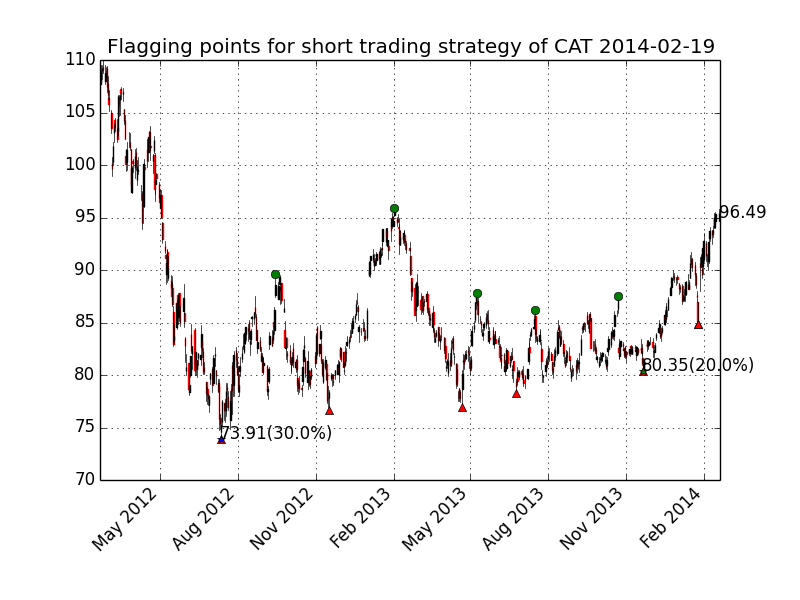 Flagging points for short trading strategy of CAT 2014-02-19
110
105
100
95
90
85
80
75
70
96.49
80.35(20.0%)
73.91(30.0%)
May 2012
Aug 2012
Nov 2012
Feb 2013
May 2013
Aug 2013
Nov 2013
Feb 2014